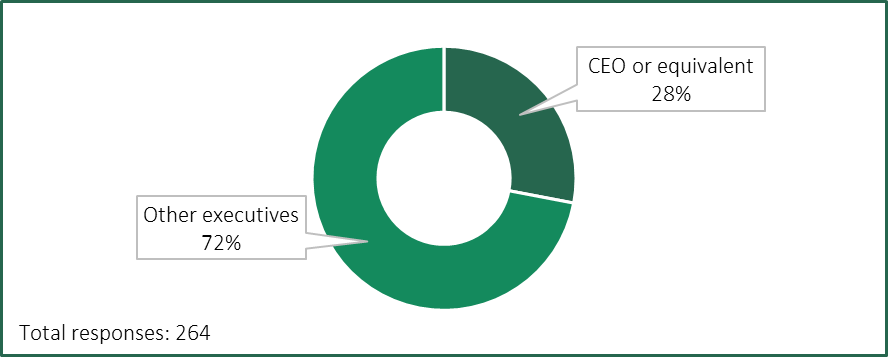 CEO or equivalent
28%
Other executives
72%
Total responses: 264